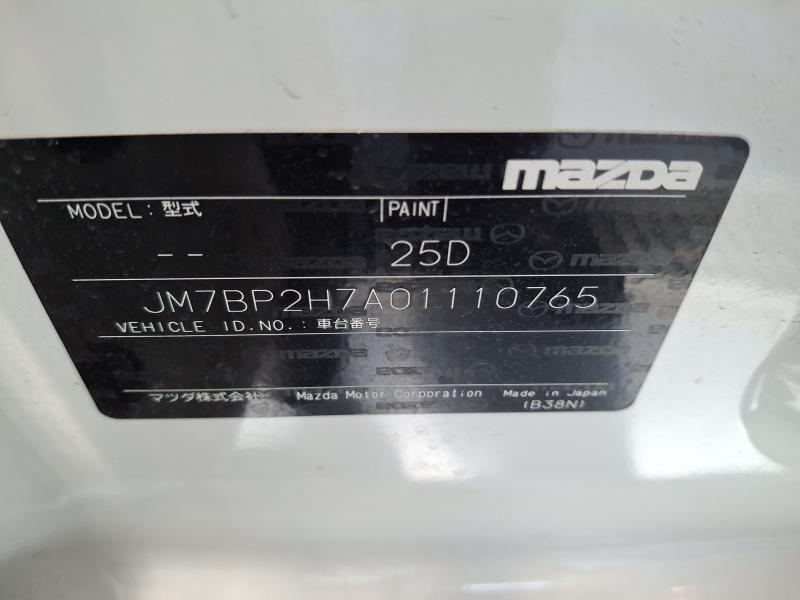 mazda
MODEL: 型式 |PAINT|
-- 25D
JM7BP2H7A01110765
VEHICLE ID.NO.: 車台番号
マツダ株式会社 Mazda Motor Corporation Made in Japan
(B38N)